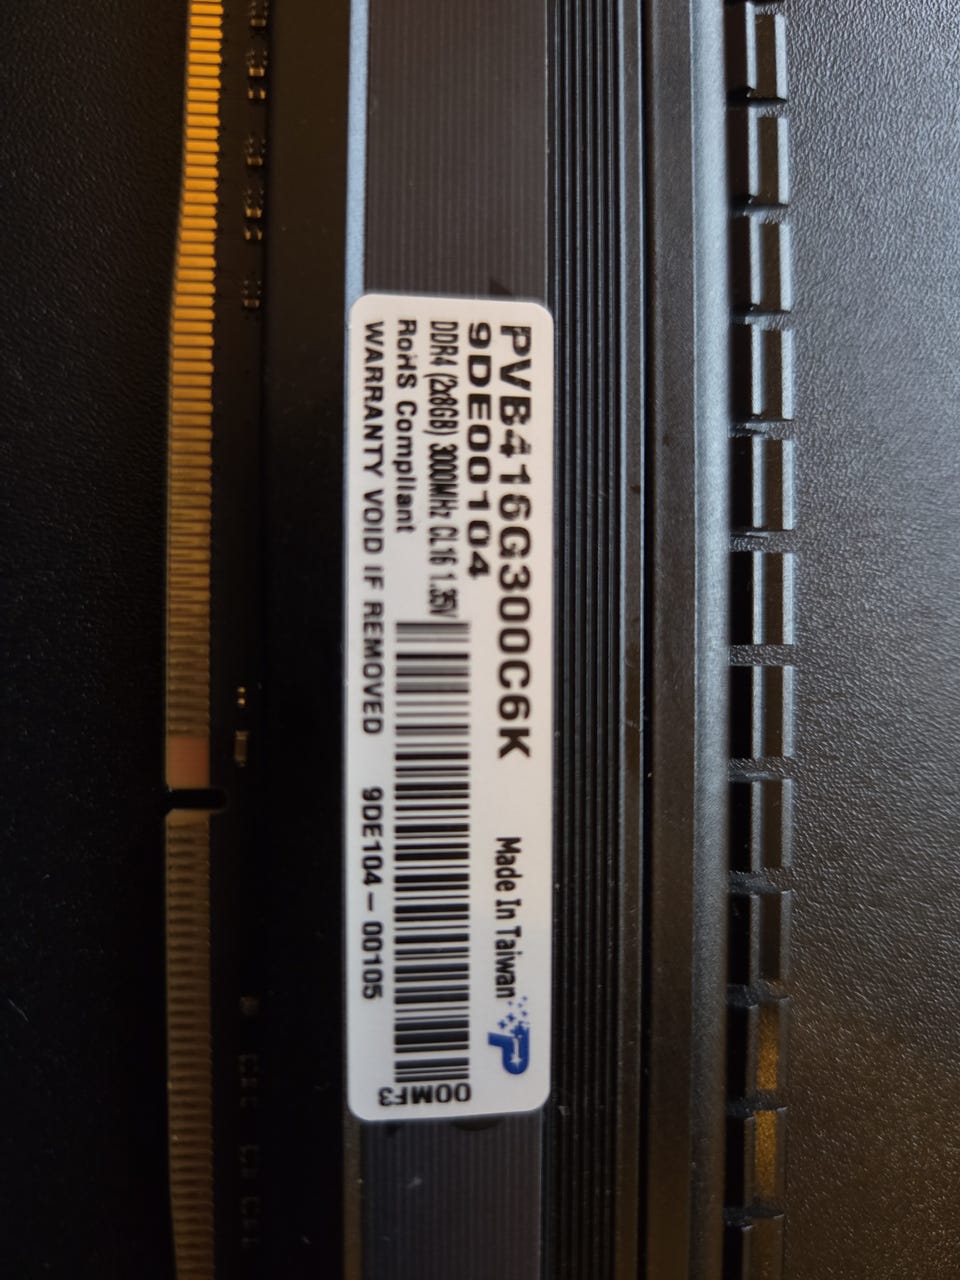 PVB416G300C6K
9DE00104
DDR4 (2x8GB) 3000MHz CL16 1.35V
RoHS Compliant
WARRANTY VOID IF REMOVED
Made In Taiwan
P
9DE104-00105
00MF3